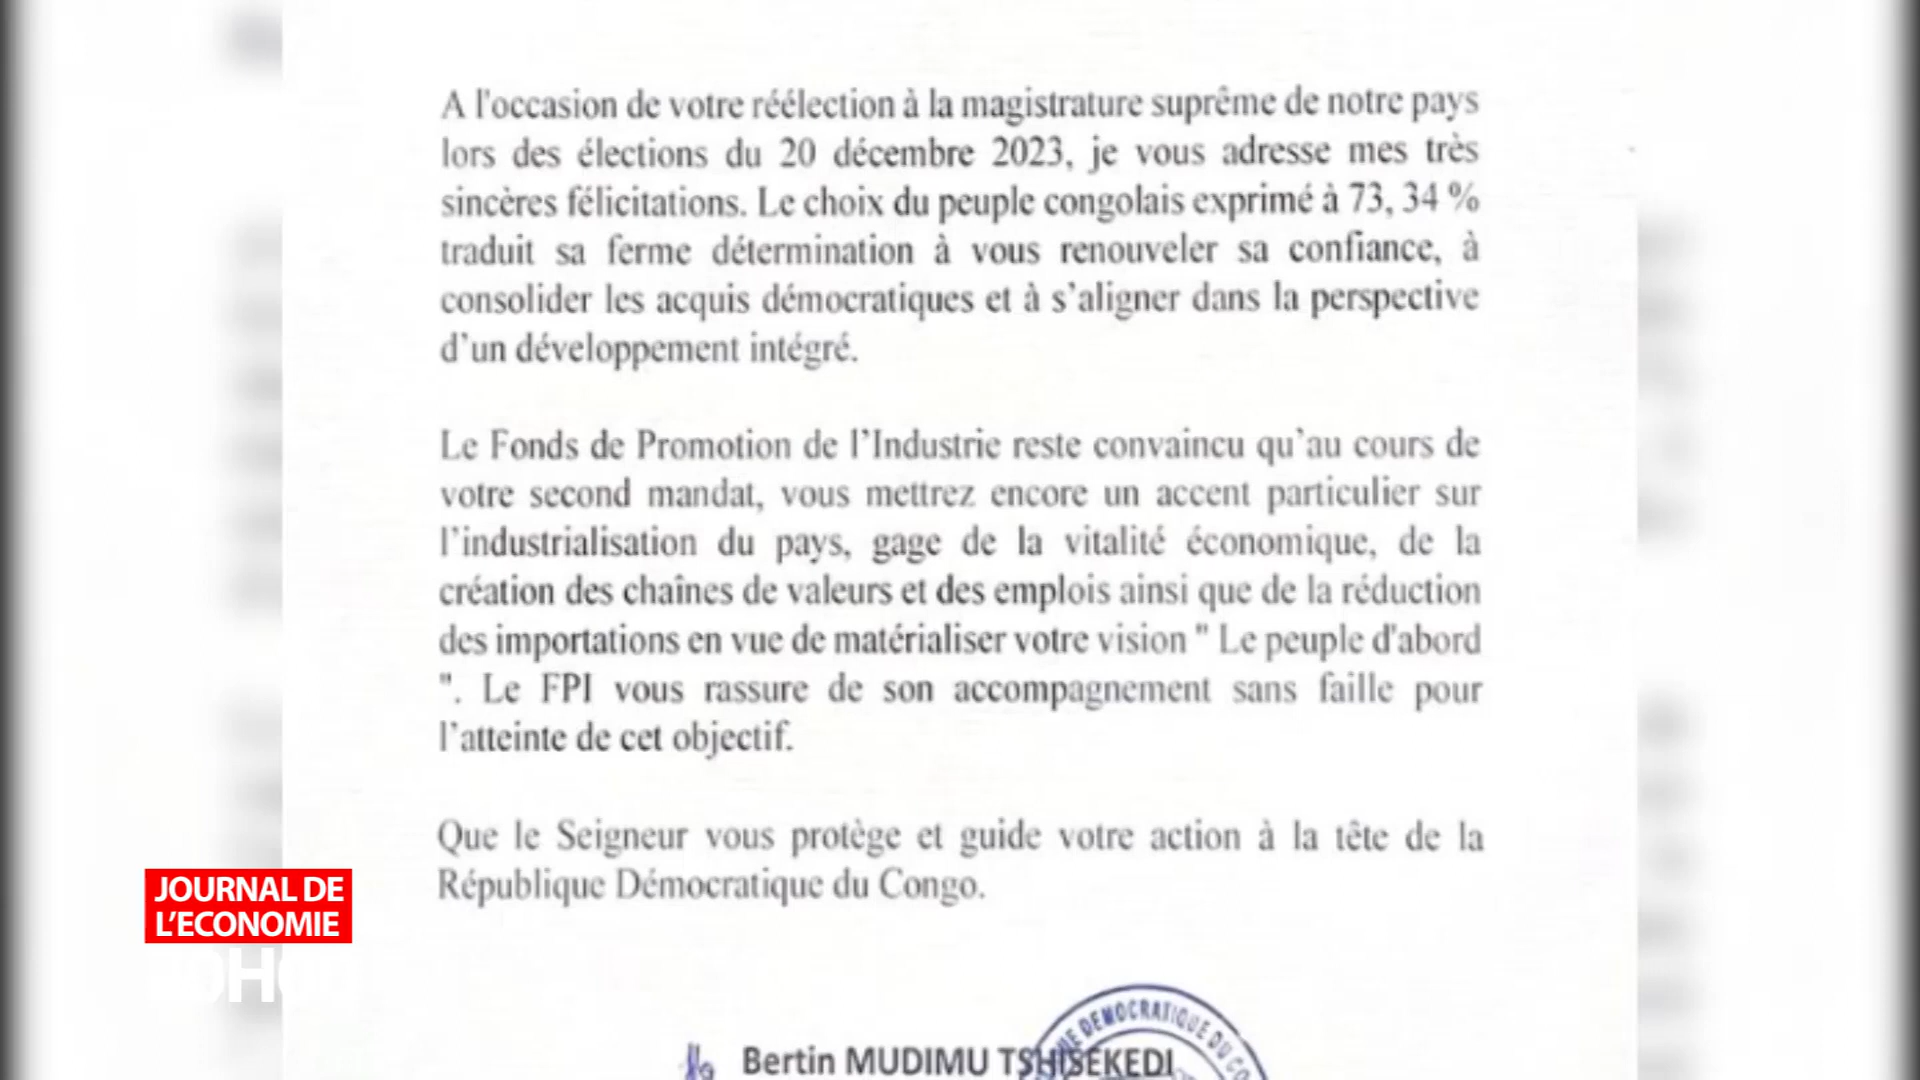 A l'occasion de votre réélection à la magistrature suprême de notre pays
lors des élections du 20 décembre 2023, je vous adresse mes très
sincères félicitations. Le choix du peuple congolais exprimé à 73, 34 %
traduit sa ferme détermination à vous renouveler sa confiance, à
consolider les acquis démocratiques et à s’aligner dans la perspective
d’un développement intégré.
Le Fonds de Promotion de l’Industrie reste convaincu qu’au cours de
votre second mandat, vous mettrez encore un accent particulier sur
l’industrialisation du pays, gage de la vitalité économique, de la
création des chaînes de valeurs et des emplois ainsi que de la réduction
des importations en vue de matérialiser votre vision " Le peuple d'abord
". Le FPI vous rassure de son accompagnement sans faille pour
l’atteinte de cet objectif.
Que le Seigneur vous protège et guide votre action à la tête de la
République Démocratique du Congo.
JOURNAL DE
L’ECONOMIE
DEMOCRATIQUE DU
Bertin MUDIMU TSHISEKEDI